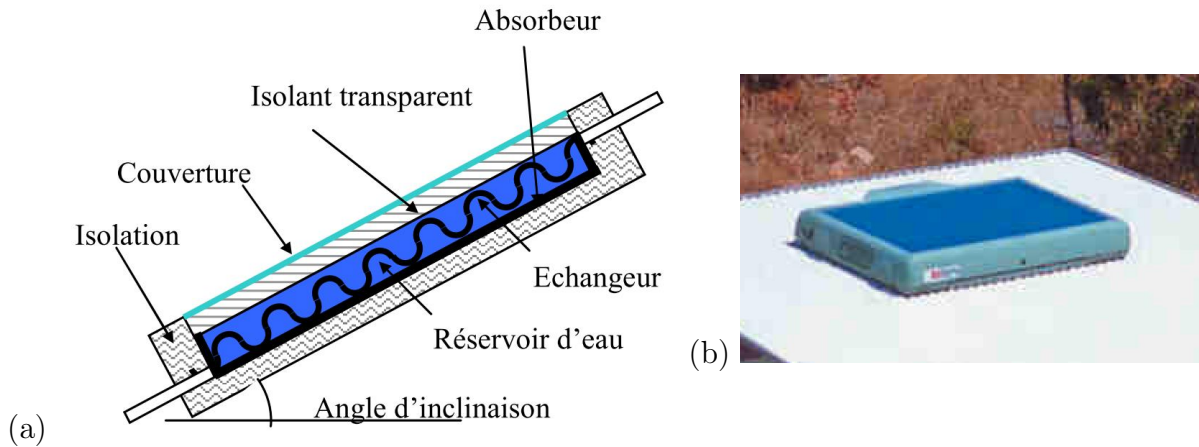 Absorbeur
Isolant transparent
Couverture
Isolation
Echangeur
Réservoir d’eau
Angle d’inclinaison
(a)
(b)